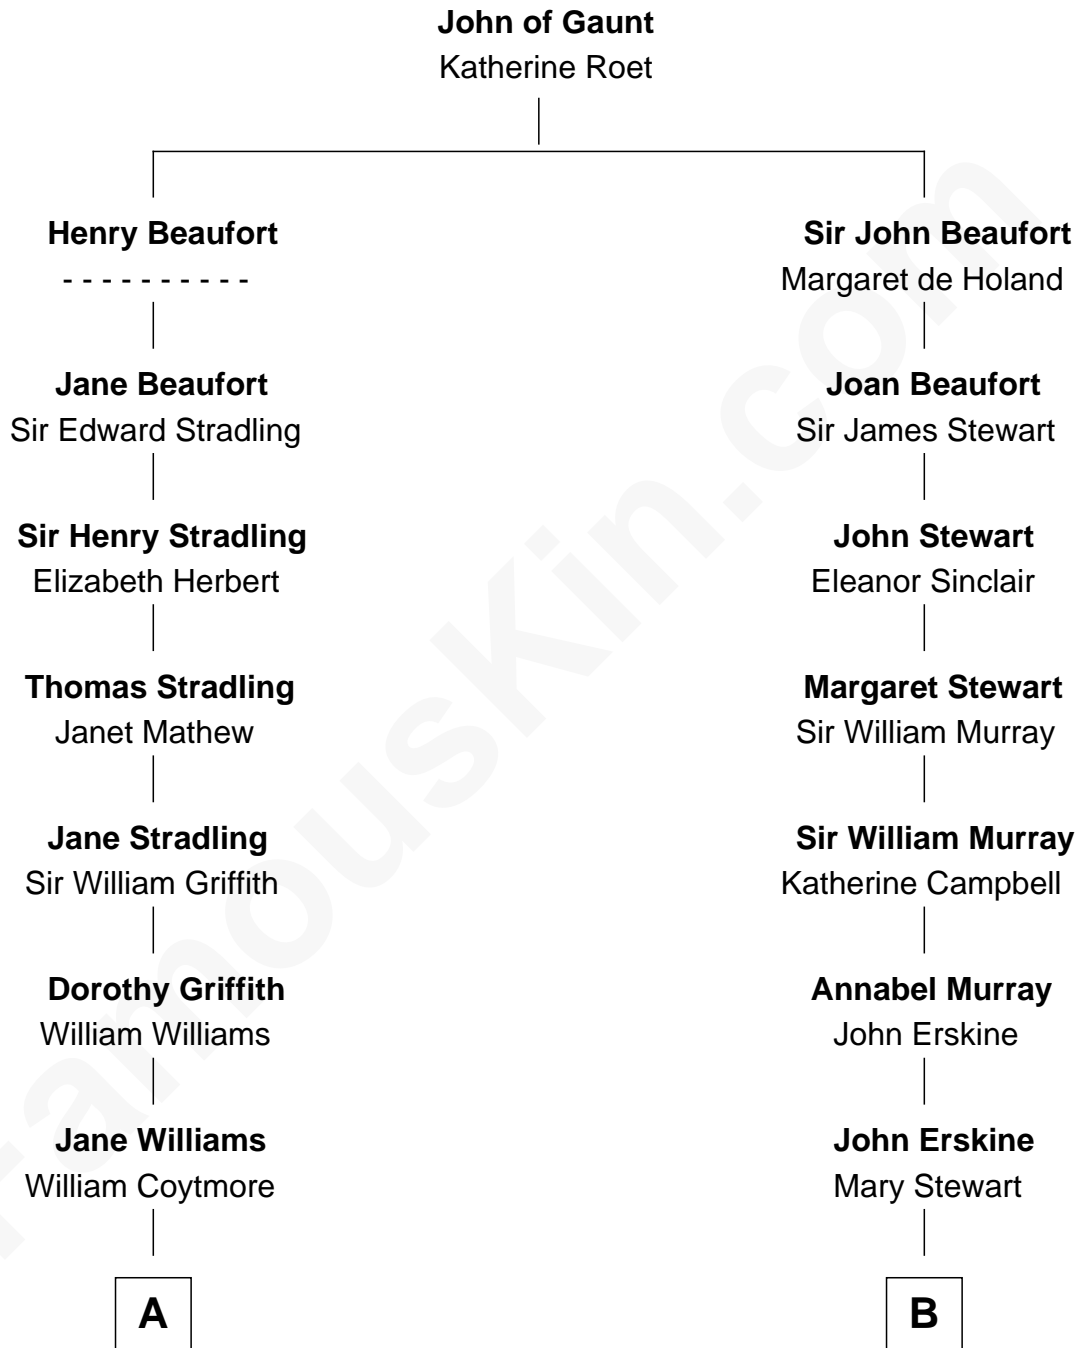 John of Gaunt
Katherine Roet
Henry Beaufort
- - - - - - - - - -
Jane Beaufort
Sir Edward Stradling
Sir Henry Stradling
Elizabeth Herbert
Thomas Stradling
Janet Mathew
Jane Stradling
Sir William Griffith
Dorothy Griffith
William Williams
Jane Williams
William Coytmore
A
Sir John Beaufort
Margaret de Holand
Joan Beaufort
Sir James Stewart
John Stewart
Eleanor Sinclair
Margaret Stewart
Sir William Murray
Sir William Murray
Katherine Campbell
Annabel Murray
John Erskine
John Erskine
Mary Stewart
B
FamousKin.com